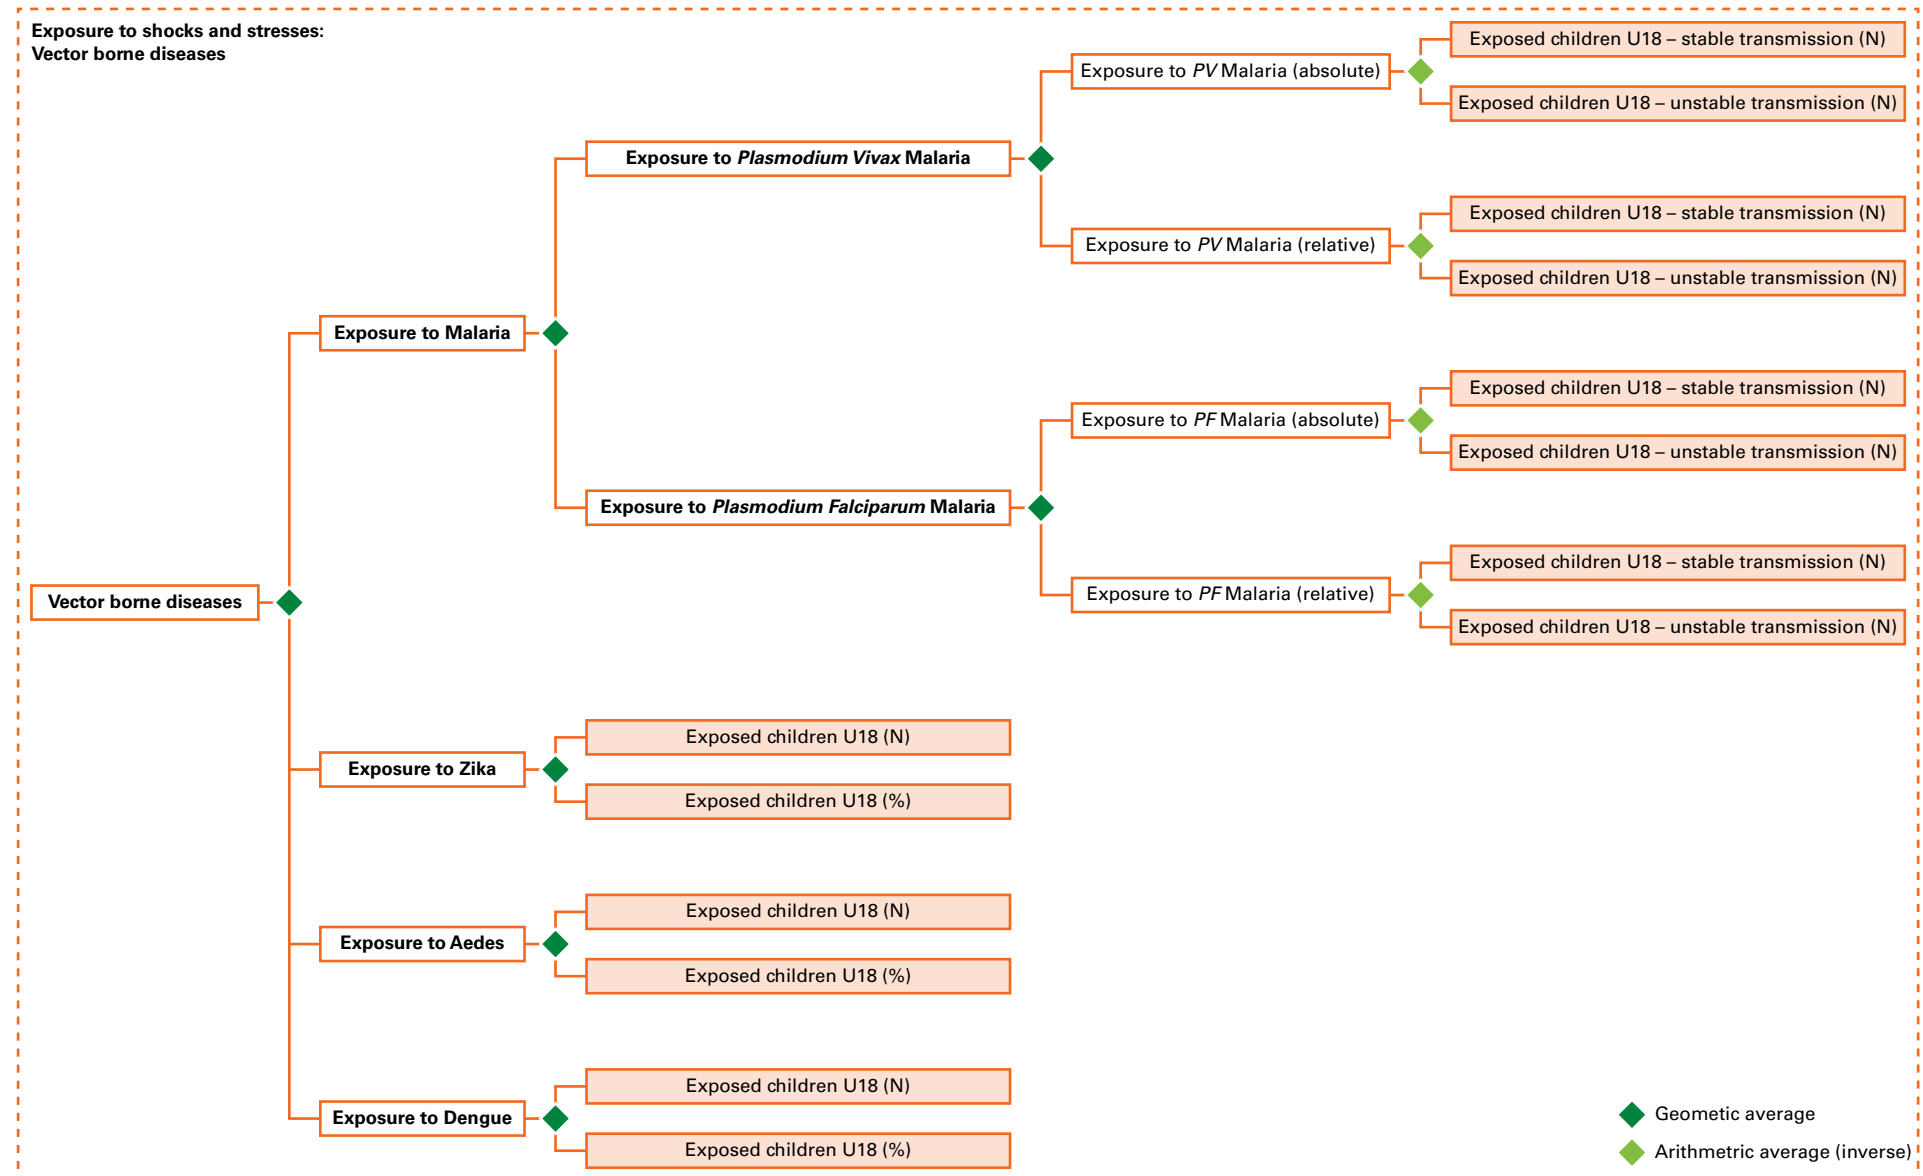 Exposure to shocks and stresses:
Vector borne diseases
Exposed children U18 – stable transmission (N)
Exposure to PV Malaria (absolute)
Exposed children U18 – unstable transmission (N)
Exposure to Plasmodium Vivax Malaria
Exposed children U18 – stable transmission (N)
Exposure to PV Malaria (relative)
Exposed children U18 – unstable transmission (N)
Exposure to Malaria
Exposed children U18 – stable transmission (N)
Exposure to PF Malaria (absolute)
Exposed children U18 – unstable transmission (N)
Exposure to Plasmodium Falciparum Malaria
Exposed children U18 – stable transmission (N)
Exposure to PF Malaria (relative)
Exposed children U18 – unstable transmission (N)
Vector borne diseases
Exposed children U18 (N)
Exposure to Zika
Exposed children U18 (%)
Exposed children U18 (N)
Exposure to Aedes
Exposed children U18 (%)
Exposed children U18 (N)
Exposure to Dengue
Exposed children U18 (%)
Geometic average
Arithmetric average (inverse)